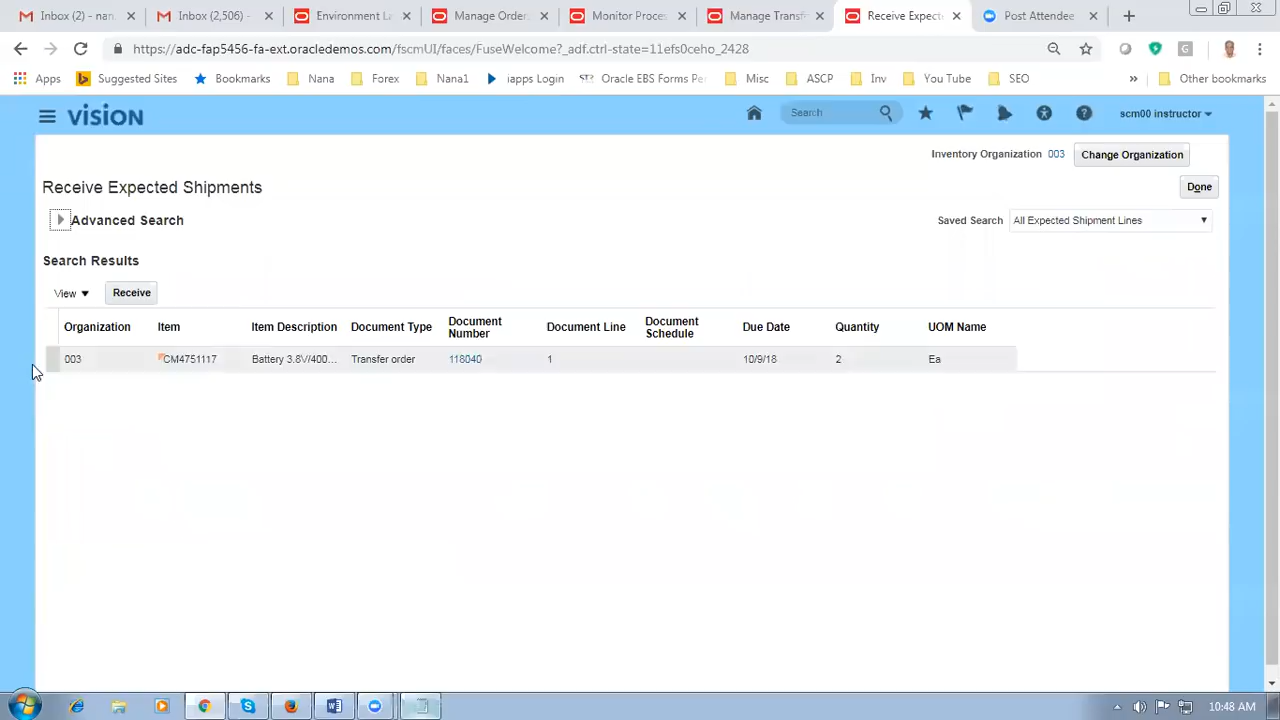 Inbox (2) - nan
Inbox (2,506) -
Environment La
Manage Order
Monitor Proces
Manage Transf
Receive Expect
Post Attendee
https://adc-fap5456-fa-ext.oracledemos.com/fscmUI/faces/FuseWelcome?_adf.ctrl-state=11efs0ceho_2428
Apps
Suggested Sites
Bookmarks
Nana
Forex
Nana1
iapps Login
Oracle EBS Forms Pe
Misc
ASCP
Inv
You Tube
SEO
»
Other bookmarks
vision
Search
scm00 instructor
Inventory Organization 003 Change Organization
Receive Expected Shipments
Done
Advanced Search
Saved Search All Expected Shipment Lines
Search Results
View Receive
Organization Item Item Description Document Type Document Number Document Line Document Schedule Due Date Quantity UOM Name
003 CM4751117 Battery 3.8V/400... Transfer order 118040 1 10/9/18 2 Ea
10:48 AM